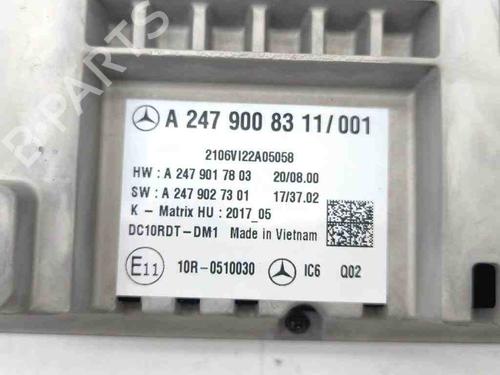 A 247 900 83 11/001
2106VI22A05058
HW : A 247 901 78 03 20/08.00
SW : A 247 902 73 01 17/37.02
K - Matrix HU : 2017_05
DC10RDT-DM1 Made in Vietnam
E11 10R-0510030 IC6 Q02
B-Parts